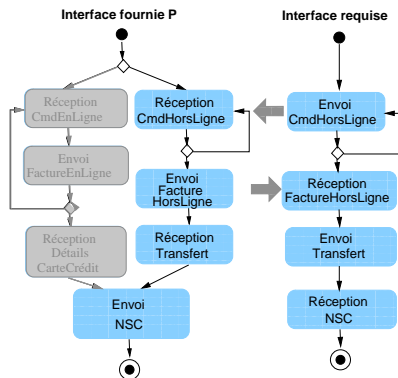 Interface fournie P
Interface requise
Réception
CmdEnLigne
Réception
CmdHorsLigne
Envoi
CmdHorsLigne
Envoi
FactureEnLigne
Envoi
Facture
HorsLigne
Réception
FactureHorsLigne
Réception
Détails
CarteCrédit
Réception
Transfert
Envoi
Transfert
Envoi
NSC
Réception
NSC